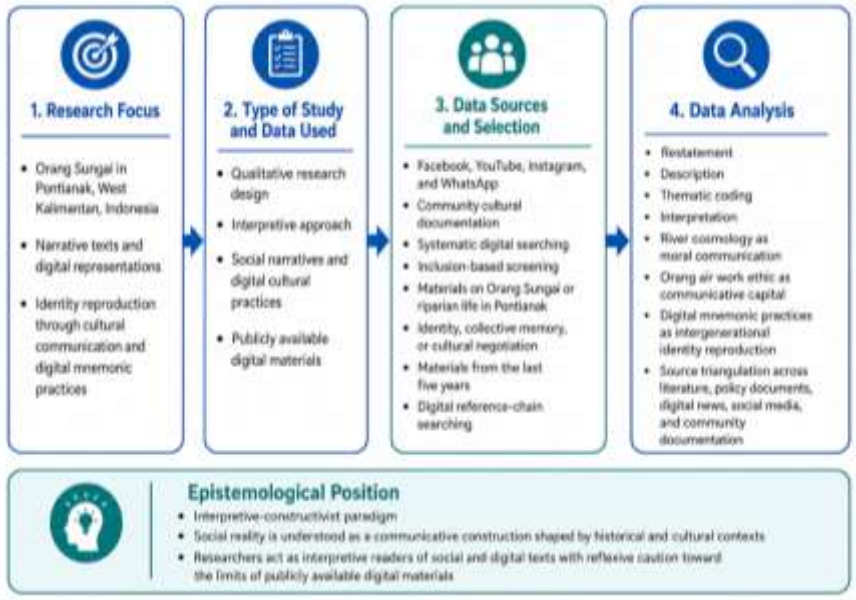 1. Research Focus
• Orang Sungai in
Pontianak, West
Kalimantan, Indonesia
• Narrative texts and
digital representations
• Identity reproduction
through cultural
communication and
digital mnemonic
practices
2. Type of Study
and Data Used
• Qualitative research
design
• Interpretive approach
• Social narratives and
digital cultural
practices
• Publicly available
digital materials
3. Data Sources
and Selection
• Facebook, YouTube, Instagram,
and WhatsApp
• Community cultural
documentation
• Systematic digital searching
• Inclusion-based screening
• Materials on Orang Sungai or
riparian life in Pontianak
• Identity, collective memory,
or cultural negotiation
• Materials from the last
five years
• Digital reference-chain
searching
4. Data Analysis
• Restatement
• Description
• Thematic coding
• Interpretation
• River cosmology as
moral communication
• Orang air work ethic as
communicative capital
• Digital mnemonic practices
as intergenerational
identity reproduction
• Source triangulation across
literature, policy documents,
digital news, social media,
and community
documentation
Epistemological Position
• Interpretive-constructivist paradigm
• Social reality is understood as a communicative construction shaped by historical and cultural contexts
• Researchers act as interpretive readers of social and digital texts with reflexive caution toward
the limits of publicly available digital materials